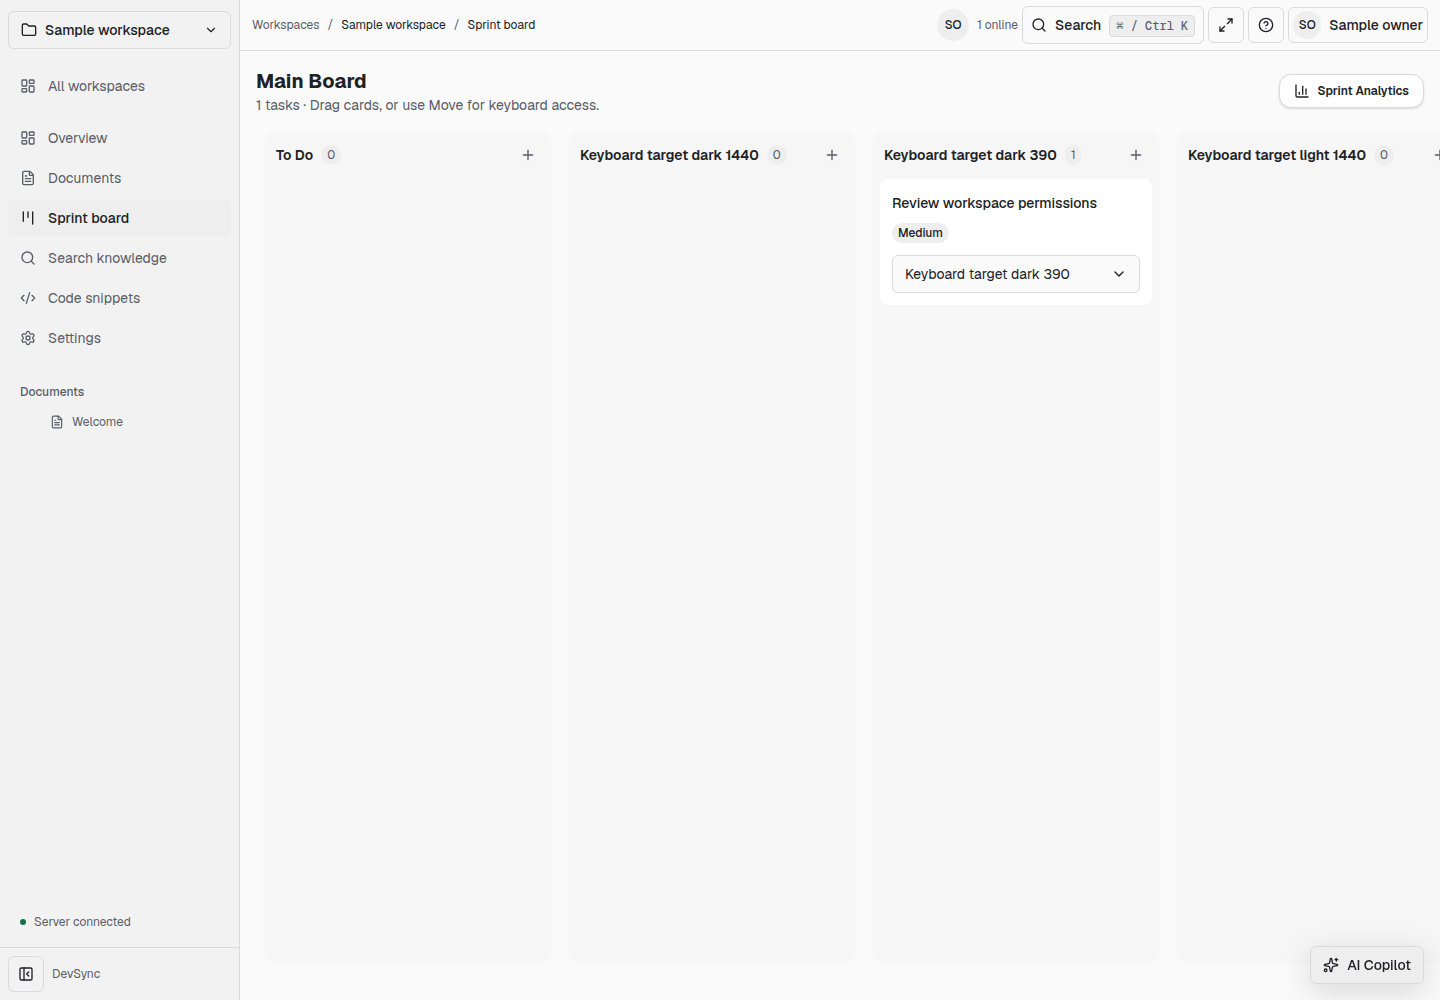 Sample workspace
All workspaces
Overview
Documents
Sprint board
Search knowledge
Code snippets
Settings
Documents
Welcome
Server connected
DevSync
Workspaces / Sample workspace / Sprint board
SO 1 online
Search ⌘ / Ctrl K
SO Sample owner
Main Board
1 tasks · Drag cards, or use Move for keyboard access.
Sprint Analytics
To Do 0
Keyboard target dark 1440 0
Keyboard target dark 390 1
Review workspace permissions
Medium
Keyboard target dark 390
Keyboard target light 1440 0
AI Copilot